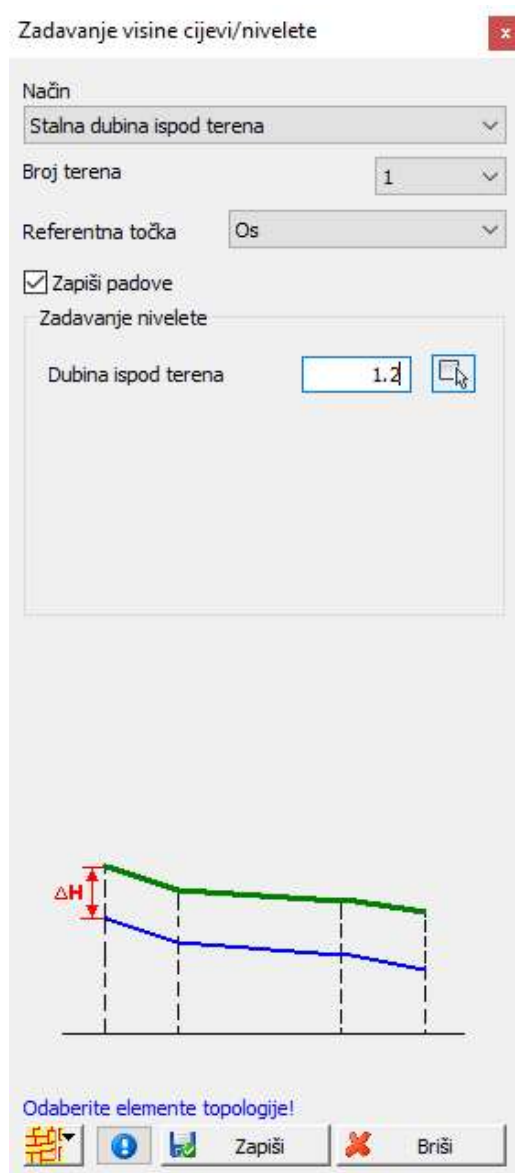 Zadavanje visine cijevi/nivelete
x
Način
Stalna dubina ispod terena
Broj terena 1
Referentna točka Os
Zapiši padove
Zadavanje nivelete
Dubina ispod terena 1.2
△H
Odaberite elemente topologije!
Zapiši Briši